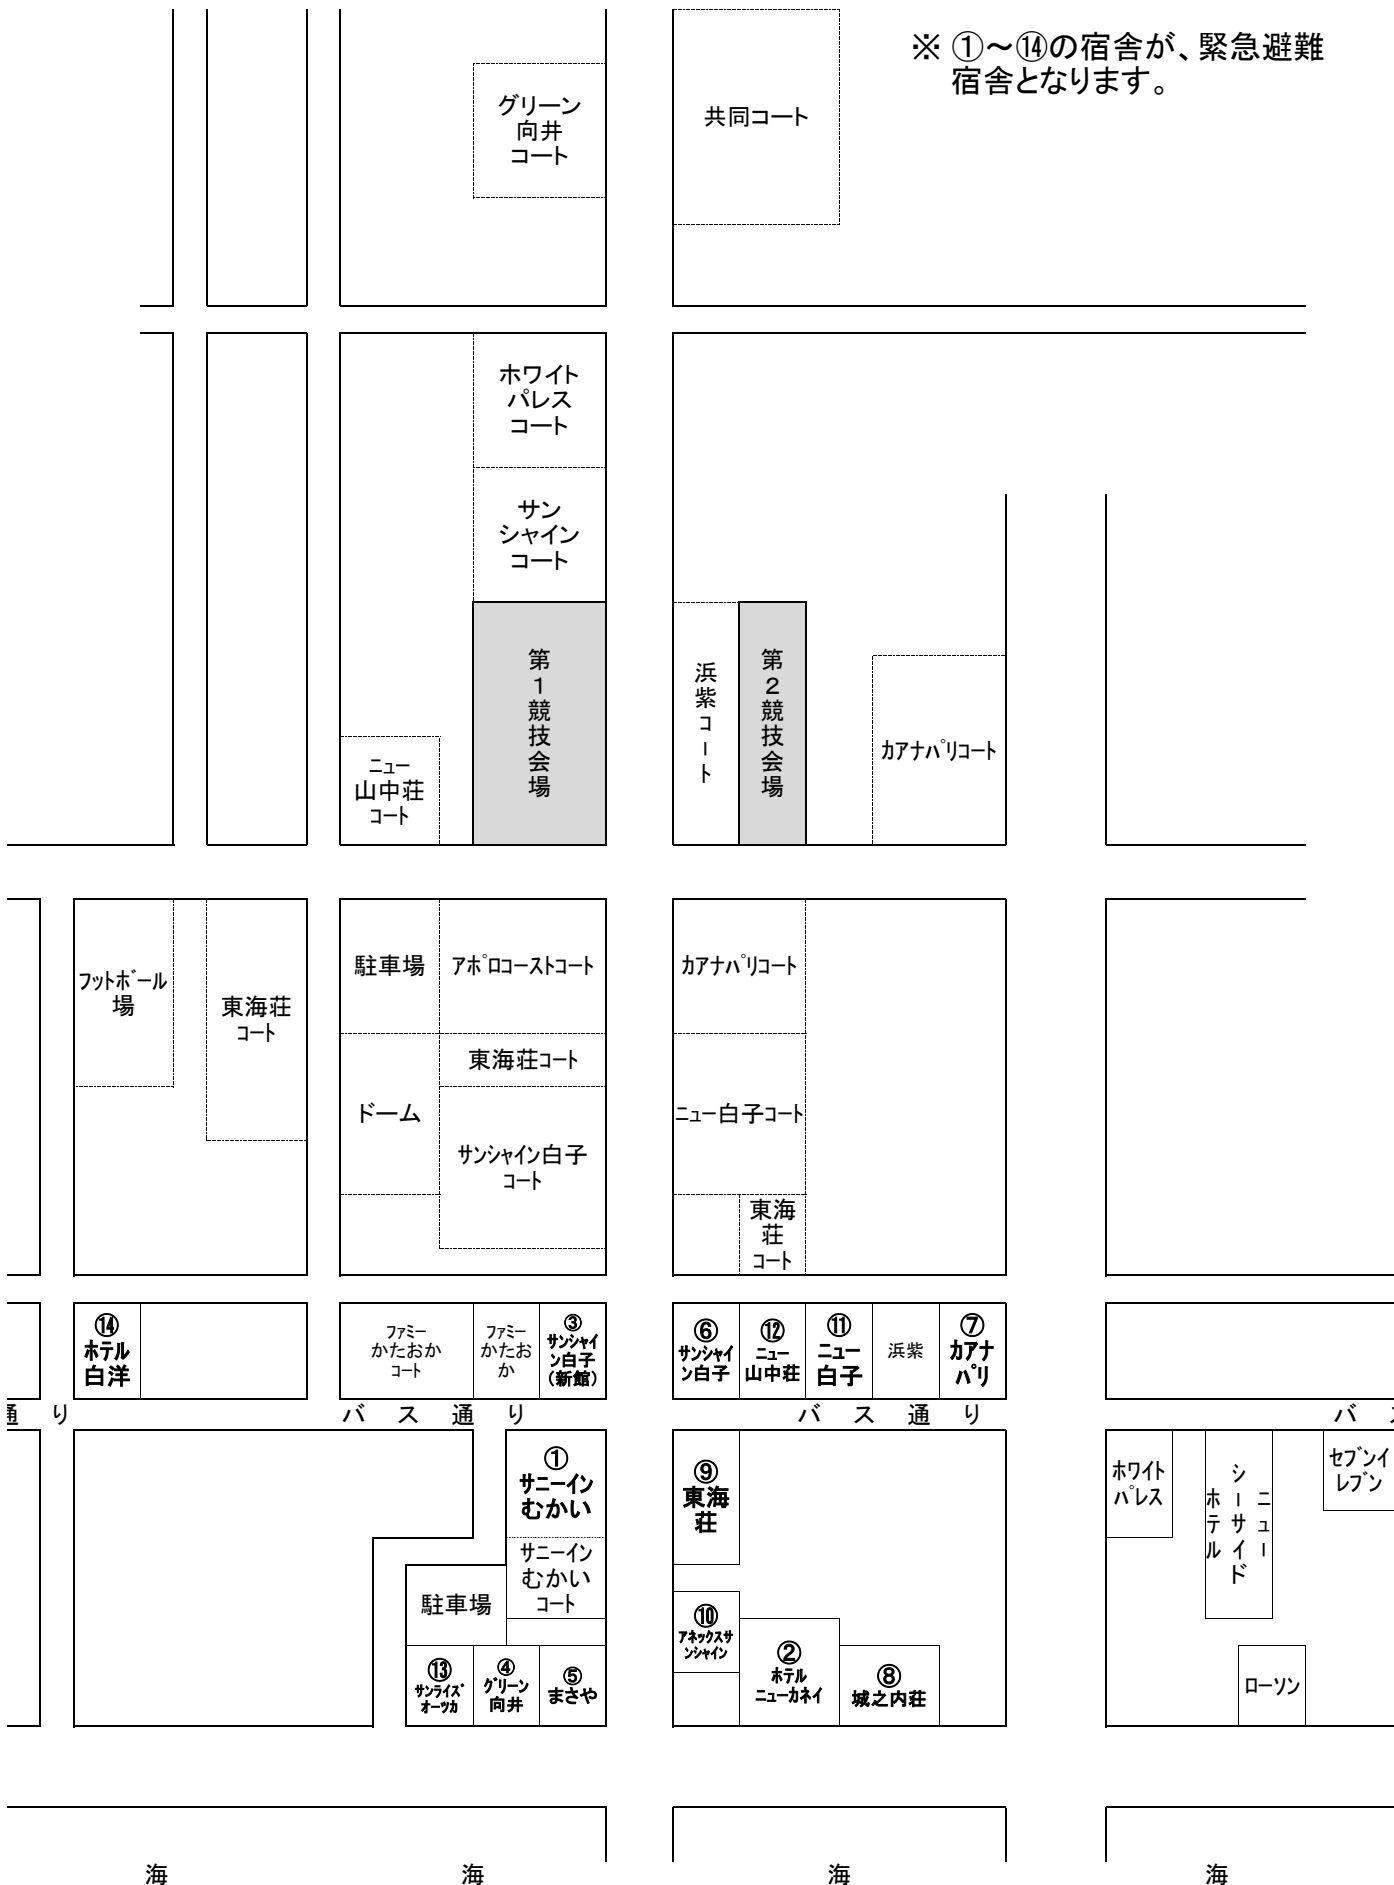 ※ ①～⑭の宿舎が、緊急避難
宿舎となります。
グリーン
向井
コート
共同コート
ホワイト
パレス
コート
サン
シャイン
コート
第1競技会場
浜紫コート
第2競技会場
カアナパリコート
ニュー
山中荘
コート
フットボール
場
東海荘
コート
駐車場
アポロコーストコート
東海荘コート
ドーム
サンシャイン白子
コート
カアナパリコート
ニュー白子コート
東海
荘
コート
⑭
ホテル
白洋
ファミー
かたおか
コート
ファミー
かたお
か
③
サンシャイ
ン白子
(新館)
⑥
サンシャイ
ン白子
⑫
ニュー
山中荘
⑪
ニュー
白子
浜紫
⑦
カアナ
パリ
通り
バス通り
バス通り
バス
①
サニーイン
むかい
サニーイン
むかい
コート
駐車場
⑬
サンライズ
オーツカ
④
グリーン
向井
⑤
まさや
⑨
東海
荘
⑩
アネックスサ
ンシャイン
②
ホテル
ニューカネイ
⑧
城之内荘
ホワイト
パレス
ニュー
シーサイド
ホテル
セブンイ
レブン
ローソン
海
海
海
海